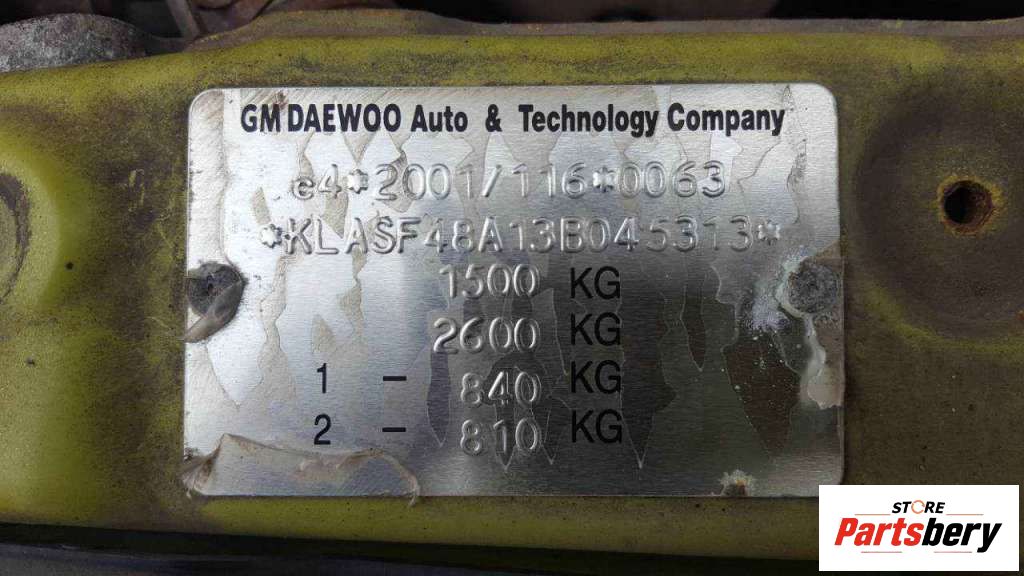 GM DAEWOO Auto & Technology Company
e4*2001/116*0063
*KLASF48A13B045313*
1500 KG
2600 KG
1 – 840 KG
2 – 810 KG
STORE
Partsbery